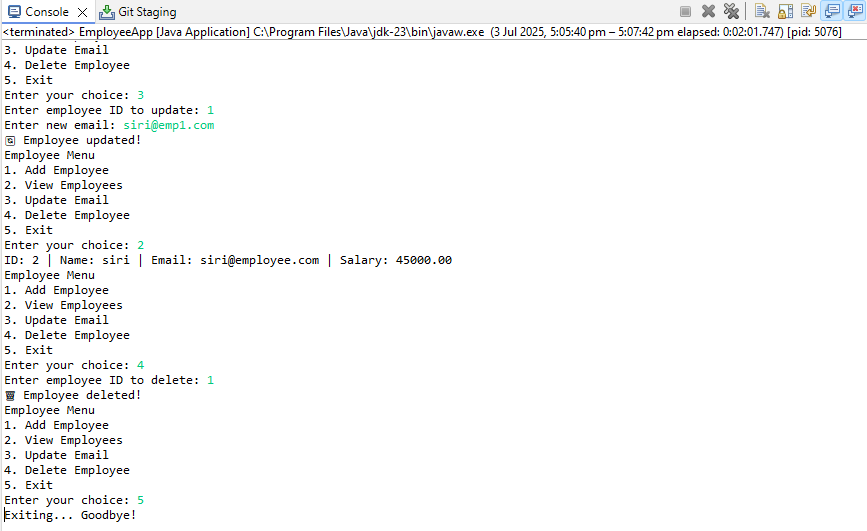 Console Git Staging
<terminated> EmployeeApp [Java Application] C:\Program Files\Java\jdk-23\bin\javaw.exe (3 Jul 2025, 5:05:40 pm – 5:07:42 pm elapsed: 0:02:01.747) [pid: 5076]
3. Update Email
4. Delete Employee
5. Exit
Enter your choice: 3
Enter employee ID to update: 1
Enter new email: siri@emp1.com
Employee updated!
Employee Menu
1. Add Employee
2. View Employees
3. Update Email
4. Delete Employee
5. Exit
Enter your choice: 2
ID: 2 | Name: siri | Email: siri@employee.com | Salary: 45000.00
Employee Menu
1. Add Employee
2. View Employees
3. Update Email
4. Delete Employee
5. Exit
Enter your choice: 4
Enter employee ID to delete: 1
🗑 Employee deleted!
Employee Menu
1. Add Employee
2. View Employees
3. Update Email
4. Delete Employee
5. Exit
Enter your choice: 5
Exiting... Goodbye!